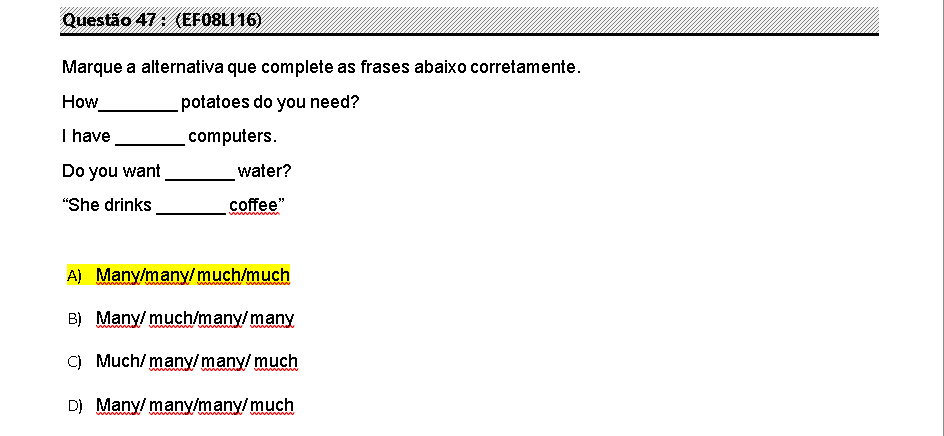 Questão 47 : (EF08LI16)
Marque a alternativa que complete as frases abaixo corretamente.
How________ potatoes do you need?
I have _______ computers.
Do you want _______ water?
“She drinks _______ coffee”
A) Many/many/ much/much
B) Many/ much/many/ many
C) Much/ many/ many/ much
D) Many/ many/many/ much